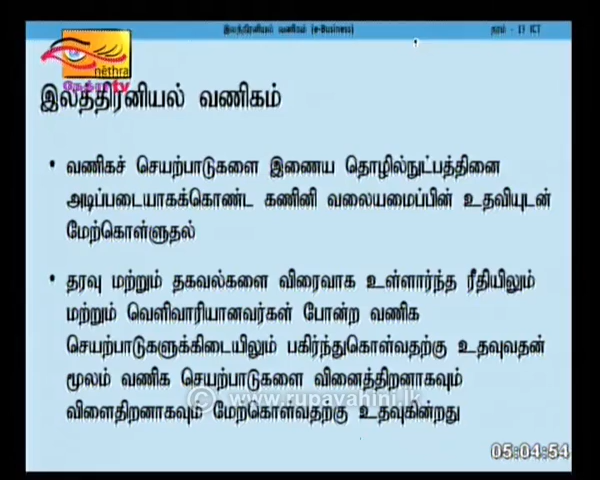 இலத்திரனியல் வணிகம் (e-Business)
தரம் - 13 ICT
nēthra
நேத்ரா tv
இலத்திரனியல் வணிகம்
• வணிகச் செயற்பாடுகளை இணைய தொழில்நுட்பத்தினை
அடிப்படையாகக்கொண்ட கணினி வலையமைப்பின் உதவியுடன்
மேற்கொள்ளுதல்
• தரவு மற்றும் தகவல்களை விரைவாக உள்ளார்ந்த ரீதியிலும்
மற்றும் வெளிவாரியானவர்கள் போன்ற வணிக
செயற்பாடுகளுக்கிடையிலும் பகிர்ந்துகொள்வதற்கு உதவுவதன்
மூலம் வணிக செயற்பாடுகளை வினைத்திறனாகவும்
விளைதிறனாகவும் மேற்கொள்வதற்கு உதவுகின்றது
© www.rupavahini.lk
05:04:54